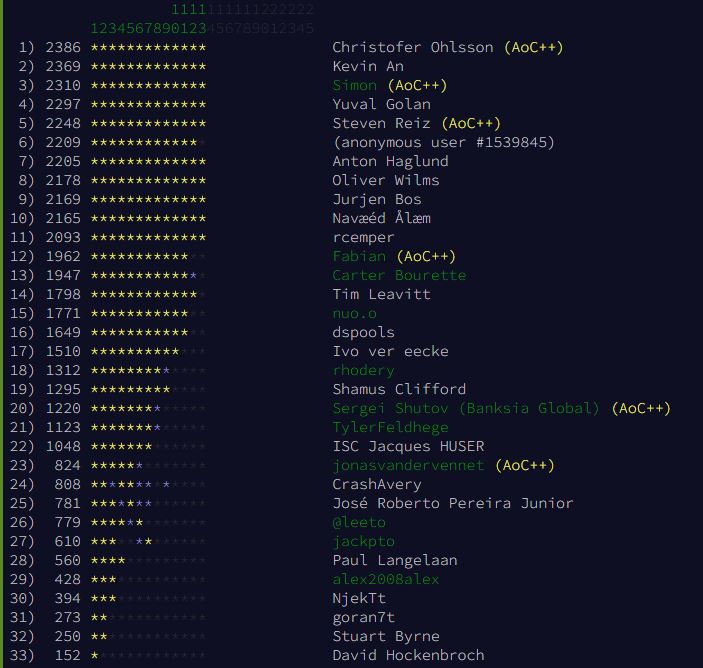 1111111111222222
1234567890123456789012345
1) 2386 ************* Christofer Ohlsson (AoC++)
2) 2369 ************* Kevin An
3) 2310 ************* Simon (AoC++)
4) 2297 ************* Yuval Golan
5) 2248 ************* Steven Reiz (AoC++)
6) 2209 ************* (anonymous user #1539845)
7) 2205 ************* Anton Haglund
8) 2178 ************* Oliver Wilms
9) 2169 ************* Jurjen Bos
10) 2165 ************* Navæéd Ålæm
11) 2093 ************* rcemper
12) 1962 ************* Fabian (AoC++)
13) 1947 ************* Carter Bourette
14) 1798 ************* Tim Leavitt
15) 1771 ************* nuo.o
16) 1649 ************* dspools
17) 1510 ************* Ivo ver eecke
18) 1312 ************* rhodery
19) 1295 ************* Shamus Clifford
20) 1220 ************* Sergei Shutov (Banksia Global) (AoC++)
21) 1123 ************* TylerFeldhege
22) 1048 ************* ISC Jacques HUSER
23) 824 ************* jonasvandervennet (AoC++)
24) 808 ************* CrashAvery
25) 781 ************* José Roberto Pereira Junior
26) 779 ************* @leeto
27) 610 ************* jackpto
28) 560 ************* Paul Langelaan
29) 428 ************* alex2008alex
30) 394 ************* NjekTt
31) 273 ************* goran7t
32) 250 ************* Stuart Byrne
33) 152 ************* David Hockenbroch